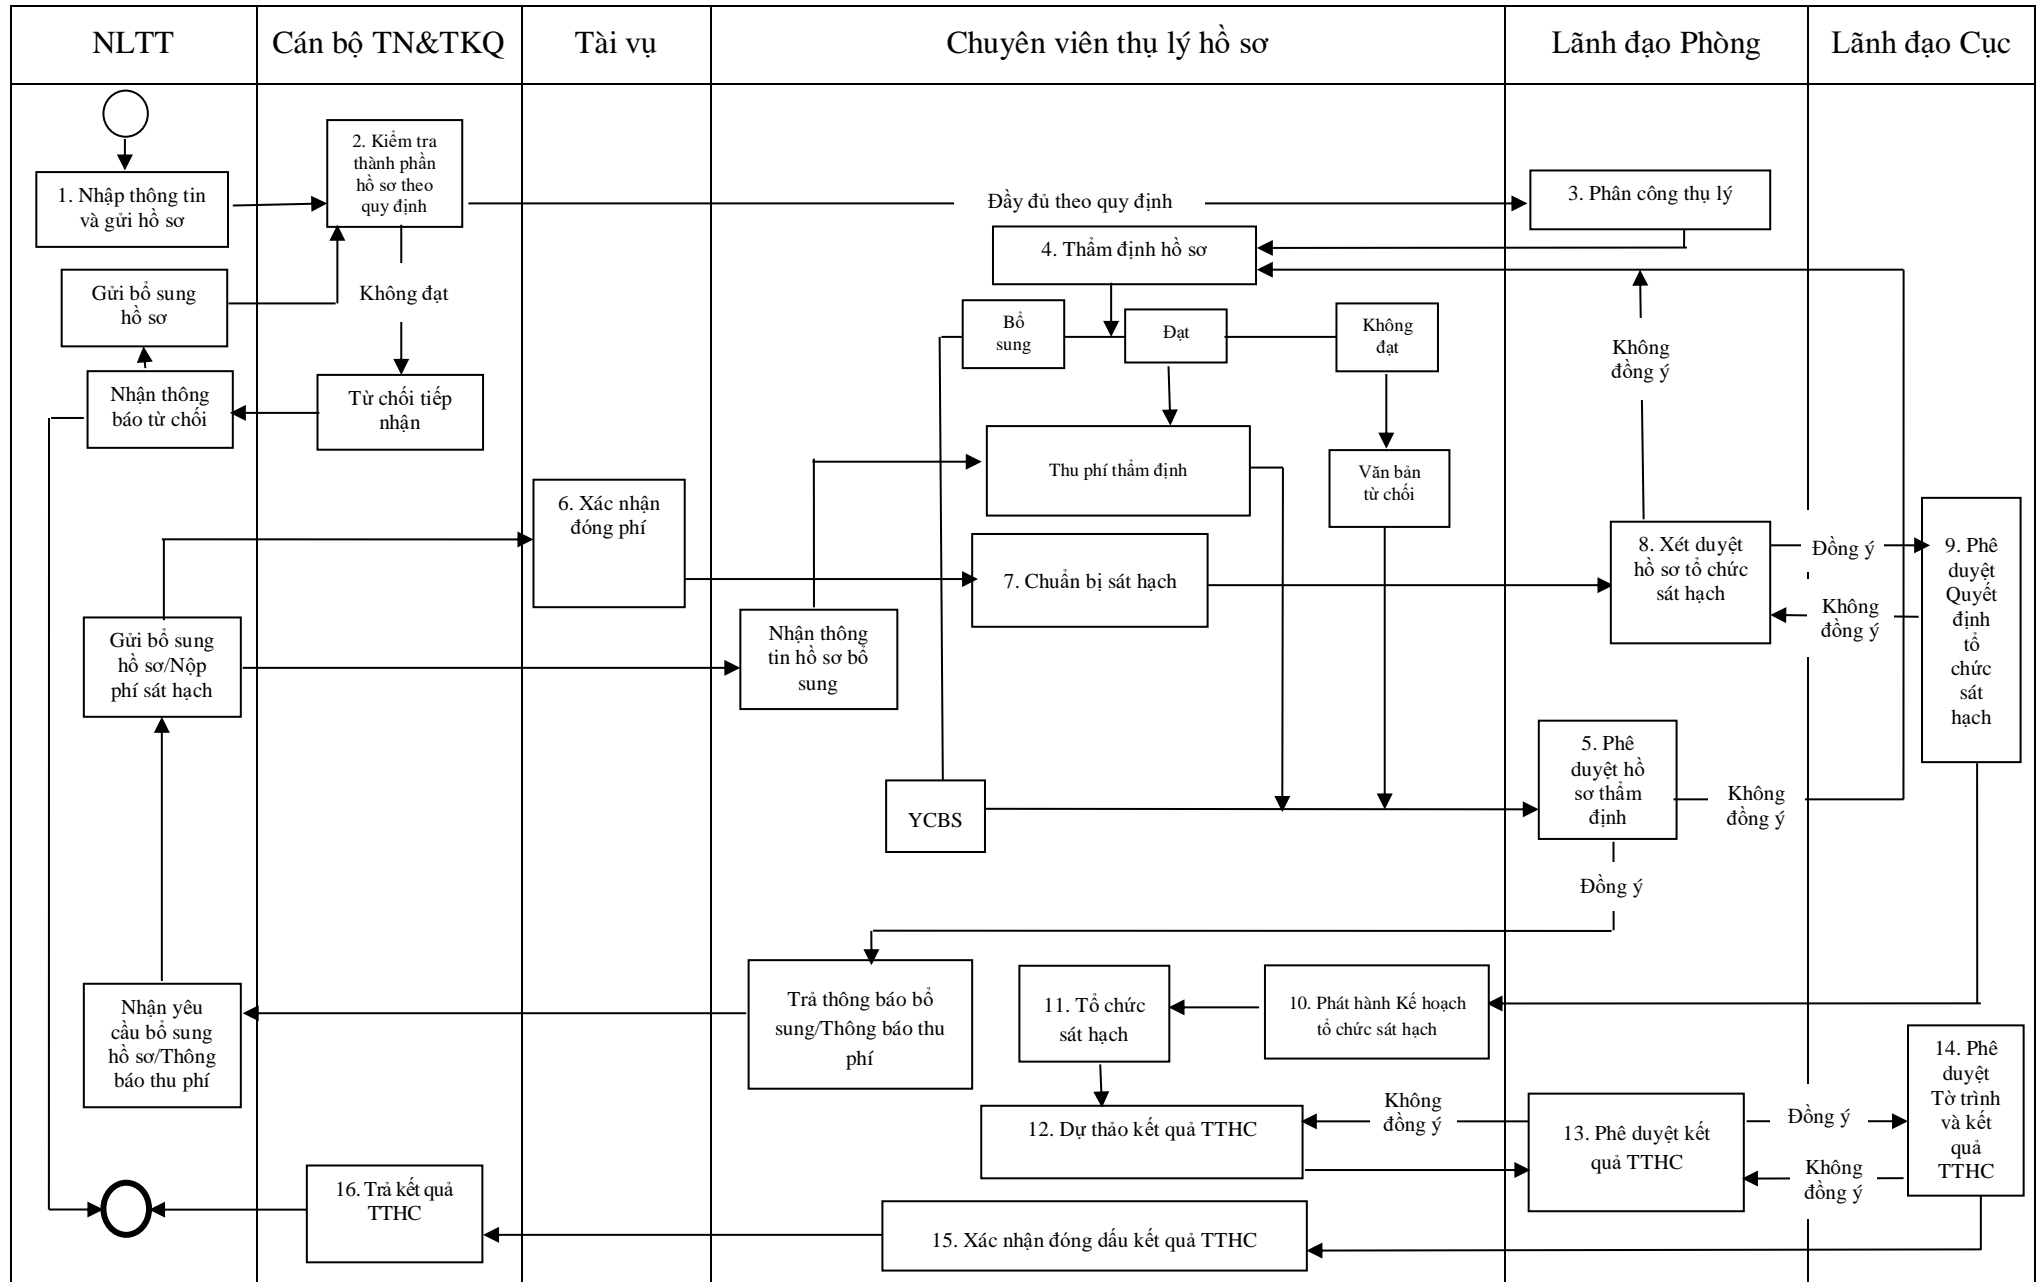 NLTT
Cán bộ TN&TKQ
Tài vụ
Chuyên viên thụ lý hồ sơ
Lãnh đạo Phòng
Lãnh đạo Cục
1. Nhập thông tin
và gửi hồ sơ
2. Kiểm tra
thành phần
hồ sơ theo
quy định
Đầy đủ theo quy định
3. Phân công thụ lý
4. Thẩm định hồ sơ
Gửi bổ sung
hồ sơ
Không đạt
Bổ
sung
Đạt
Không
đạt
Không
đồng ý
Nhận thông
báo từ chối
Từ chối tiếp
nhận
Thu phí thẩm định
Văn bản
từ chối
6. Xác nhận
đóng phí
7. Chuẩn bị sát hạch
8. Xét duyệt
hồ sơ tổ chức
sát hạch
Đồng ý
Không
đồng ý
9. Phê
duyệt
Quyết
định
tổ
chức
sát
hạch
Gửi bổ sung
hồ sơ/Nộp
phí sát hạch
Nhận thông
tin hồ sơ bổ
sung
YCBS
5. Phê
duyệt hồ
sơ thẩm
định
Không
đồng ý
Đồng ý
Nhận yêu
cầu bổ sung
hồ sơ/Thông
báo thu phí
Trả thông báo bổ
sung/Thông báo thu
phí
11. Tổ chức
sát hạch
10. Phát hành Kế hoạch
tổ chức sát hạch
12. Dự thảo kết quả TTHC
Không
đồng ý
13. Phê duyệt kết
quả TTHC
Đồng ý
Không
đồng ý
14. Phê
duyệt
Tờ trình
và kết
quả
TTHC
16. Trả kết quả
TTHC
15. Xác nhận đóng dấu kết quả TTHC